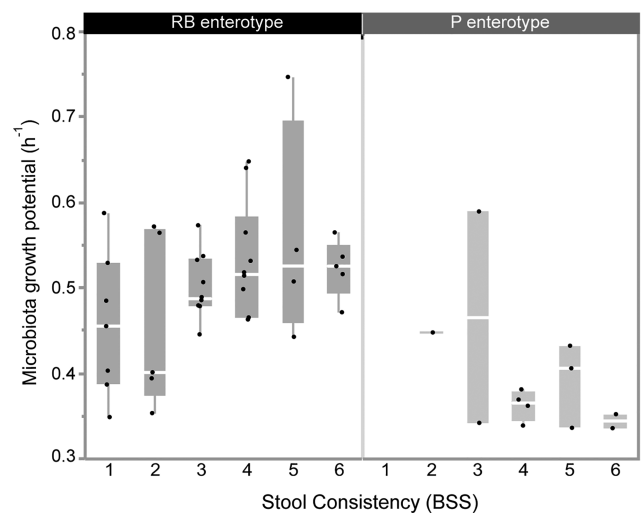 RB enterotype P enterotype
0.8
0.7
0.6
0.5
0.4
0.3
Microbiota growth potential (h⁻¹)
1 2 3 4 5 6 1 2 3 4 5 6
Stool Consistency (BSS)